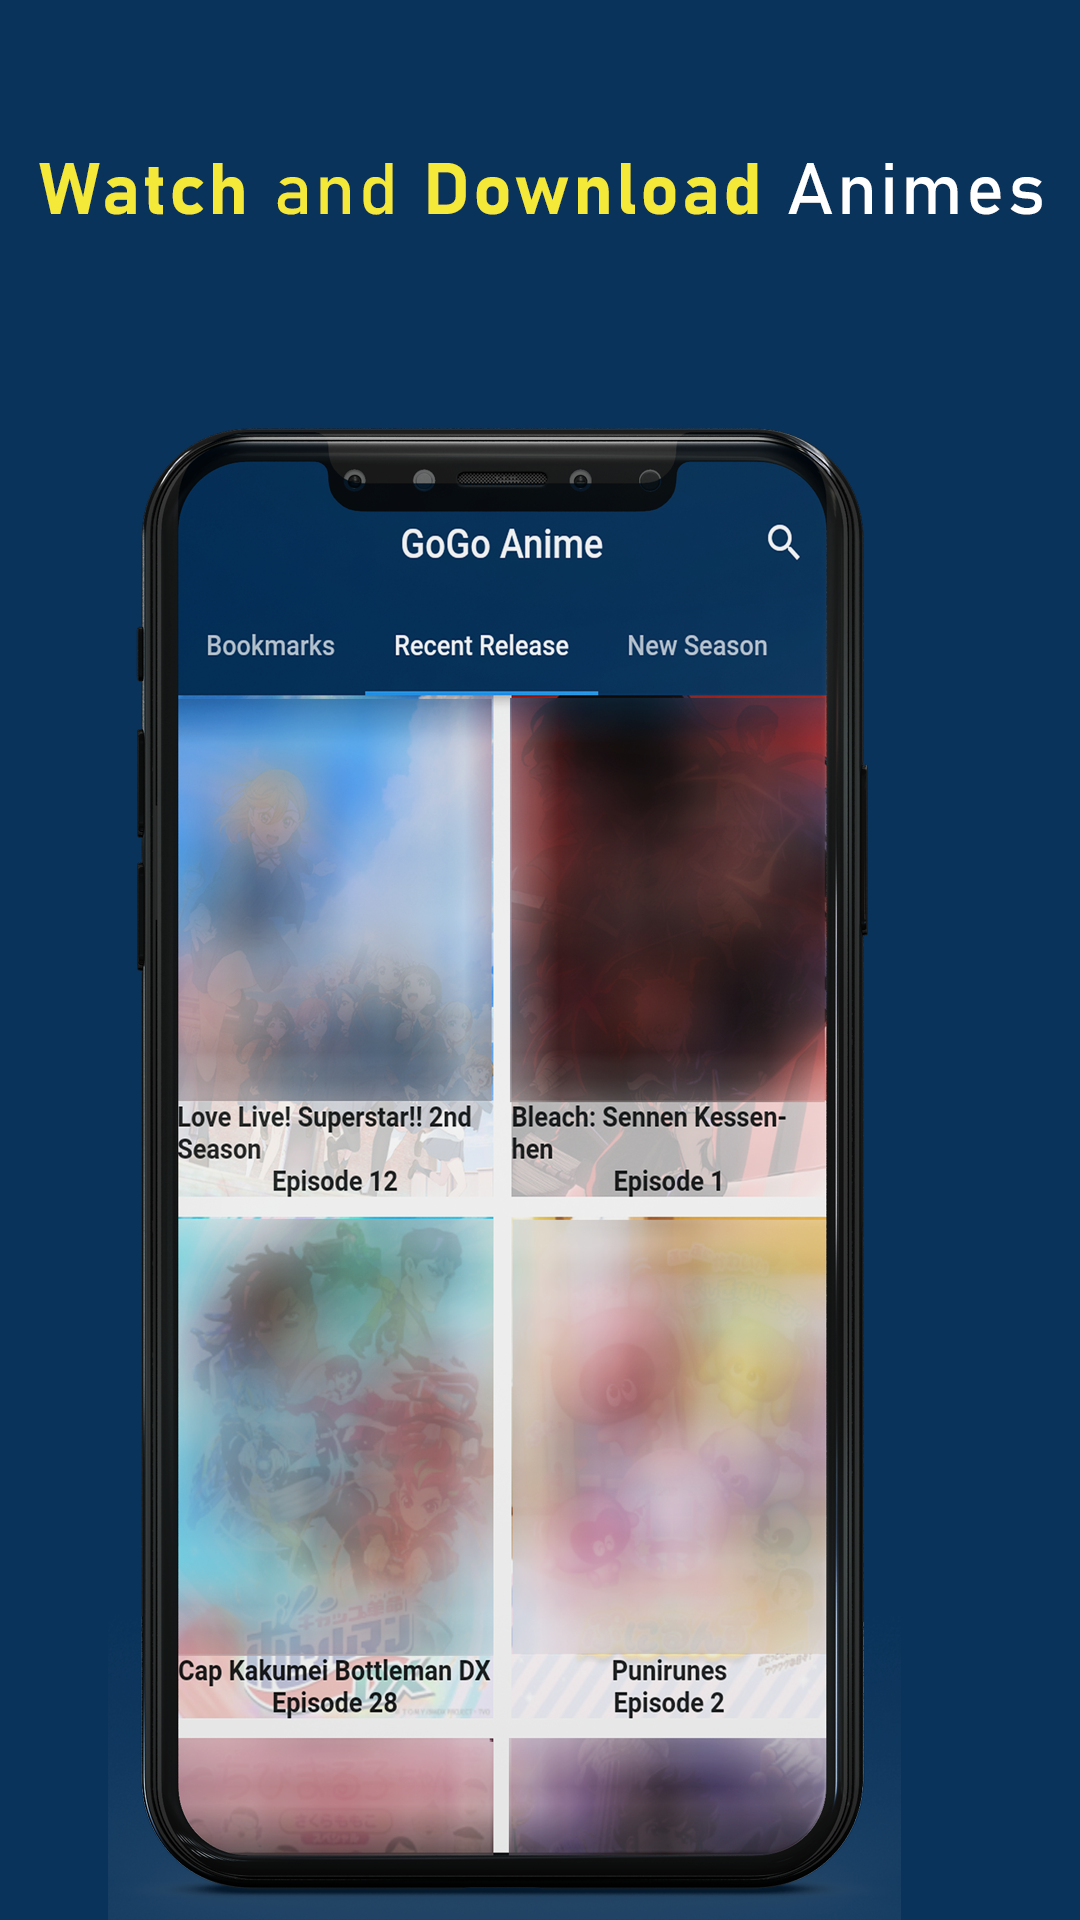 Watch and Download Animes
GoGo Anime
Bookmarks
Recent Release
New Season
Love Live! Superstar!! 2nd
Season
Episode 12
Bleach: Sennen Kessen-
hen
Episode 1
Cap Kakumei Bottleman DX
Episode 28
Punirunes
Episode 2